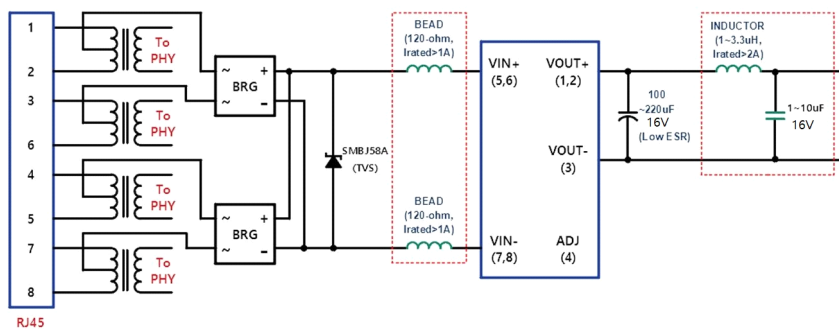 1
2
3
6
4
5
7
8
RJ45
To
PHY
To
PHY
To
PHY
To
PHY
~
+
BRG
~
-
~
+
BRG
~
-
SMBJ58A
(TVS)
BEAD
(120-ohm,
Irated>1A)
BEAD
(120-ohm,
Irated>1A)
VIN+
(5,6)
VOUT+
(1,2)
VOUT-
(3)
VIN-
(7,8)
ADJ
(4)
100
~220uF
16V
(Low ESR)
INDUCTOR
(1~3.3uH,
Irated>2A)
1~10uF
16V